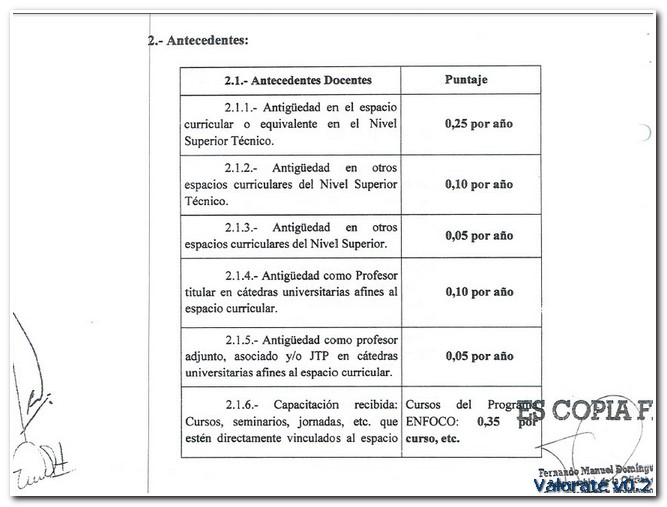 2.- Antecedentes:
2.1.- Antecedentes Docentes
Puntaje
2.1.1.- Antigüedad en el espacio
curricular o equivalente en el Nivel
Superior Técnico.
0,25 por año
2.1.2.- Antigüedad en otros
espacios curriculares del Nivel Superior
Técnico.
0,10 por año
2.1.3.- Antigüedad en otros
espacios curriculares del Nivel Superior.
0,05 por año
2.1.4.- Antigüedad como Profesor
titular en cátedras universitarias afines al
espacio curricular.
0,10 por año
2.1.5.- Antigüedad como profesor
adjunto, asociado y/o JTP en cátedras
universitarias afines al espacio curricular.
0,05 por año
2.1.6.- Capacitación recibida:
Cursos, seminarios, jornadas, etc. que
estén directamente vinculados al espacio
Cursos del Programa
ENFOCO: 0,35 por
curso, etc.
ES COPIA F
Fernando Manuel Domingu
Responsable de la Oficina
Valorate v0.2